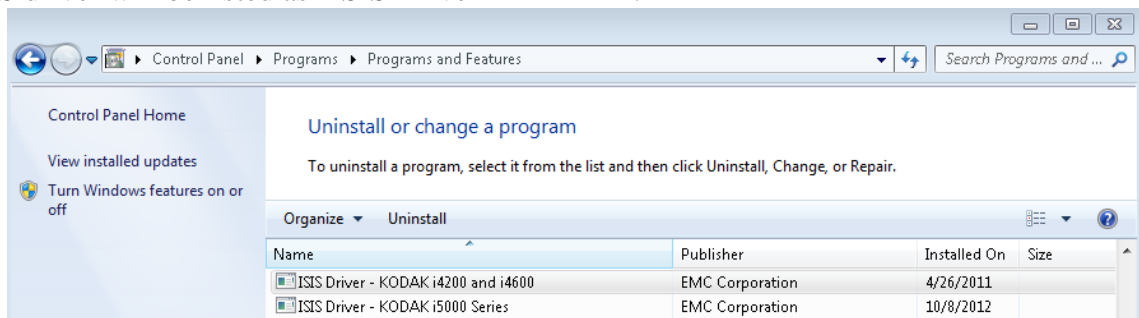 Control Panel ▸ Programs ▸ Programs and Features
Search Programs and ...
Control Panel Home
View installed updates
Turn Windows features on or
off
Uninstall or change a program
To uninstall a program, select it from the list and then click Uninstall, Change, or Repair.
Organize Uninstall
Name Publisher Installed On Size
ISIS Driver - KODAK i4200 and i4600 EMC Corporation 4/26/2011
ISIS Driver - KODAK i5000 Series EMC Corporation 10/8/2012